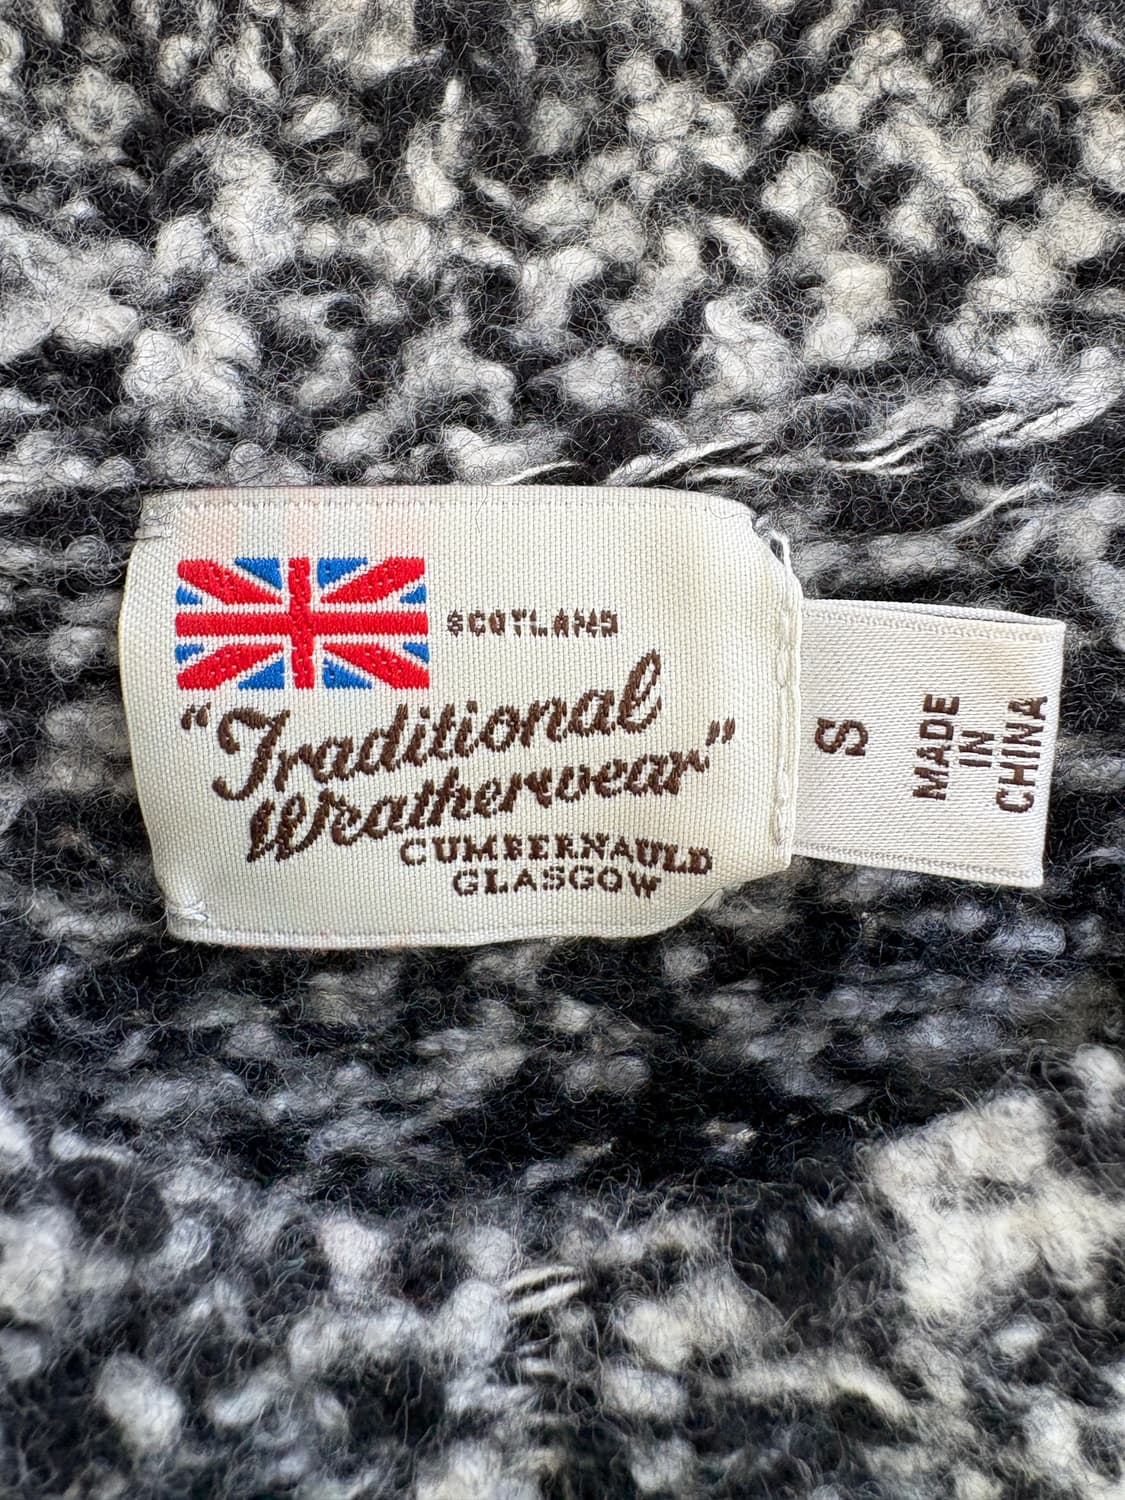 SCOTLAND
"Traditional
Weatherwear"
CUMBERNAULD
GLASGOW
S
MADE
IN
CHINA